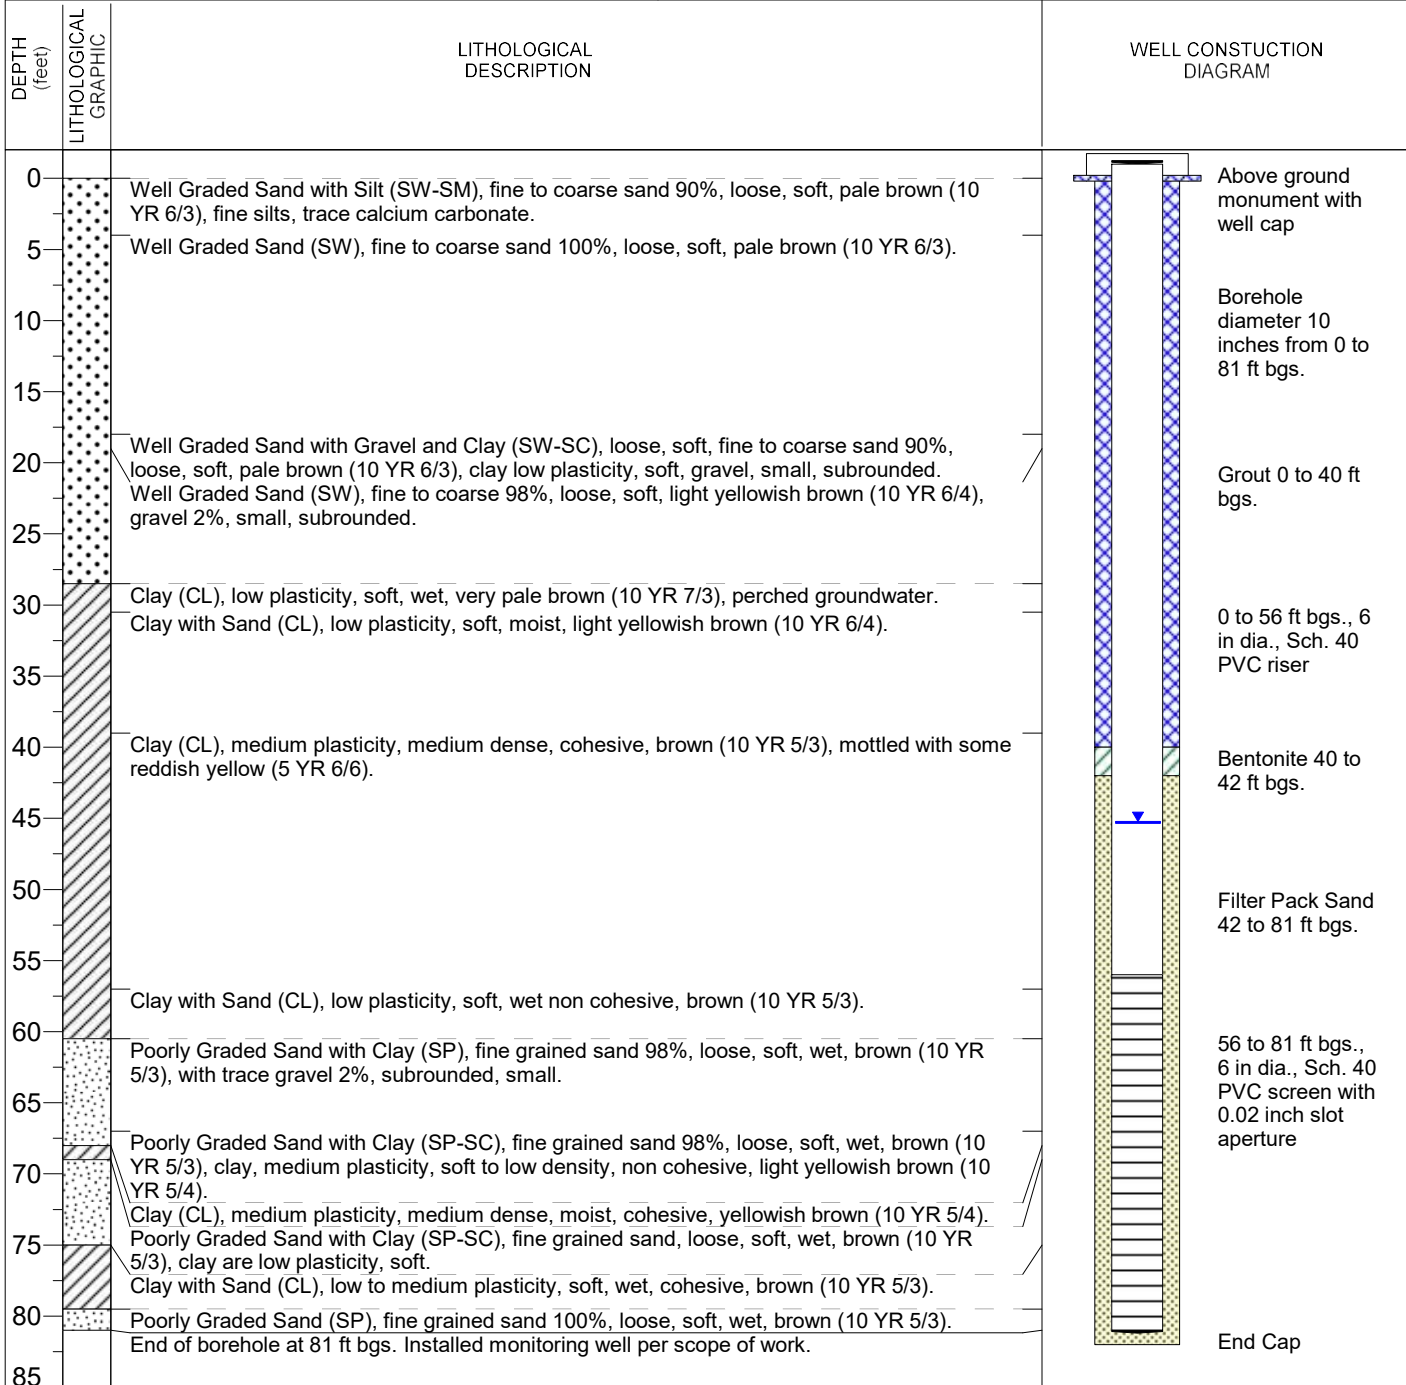 DEPTH
(feet)
LITHOLOGICAL
GRAPHIC
LITHOLOGICAL
DESCRIPTION
WELL CONSTUCTION
DIAGRAM
0
5
10
15
20
25
30
35
40
45
50
55
60
65
70
75
80
85
Well Graded Sand with Silt (SW-SM), fine to coarse sand 90%, loose, soft, pale brown (10
YR 6/3), fine silts, trace calcium carbonate.
Well Graded Sand (SW), fine to coarse sand 100%, loose, soft, pale brown (10 YR 6/3).
Well Graded Sand with Gravel and Clay (SW-SC), loose, soft, fine to coarse sand 90%,
loose, soft, pale brown (10 YR 6/3), clay low plasticity, soft, gravel, small, subrounded.
Well Graded Sand (SW), fine to coarse 98%, loose, soft, light yellowish brown (10 YR 6/4),
gravel 2%, small, subrounded.
Clay (CL), low plasticity, soft, wet, very pale brown (10 YR 7/3), perched groundwater.
Clay with Sand (CL), low plasticity, soft, moist, light yellowish brown (10 YR 6/4).
Clay (CL), medium plasticity, medium dense, cohesive, brown (10 YR 5/3), mottled with some
reddish yellow (5 YR 6/6).
Clay with Sand (CL), low plasticity, soft, wet non cohesive, brown (10 YR 5/3).
Poorly Graded Sand with Clay (SP), fine grained sand 98%, loose, soft, wet, brown (10 YR
5/3), with trace gravel 2%, subrounded, small.
Poorly Graded Sand with Clay (SP-SC), fine grained sand 98%, loose, soft, wet, brown (10
YR 5/3), clay, medium plasticity, soft to low density, non cohesive, light yellowish brown (10
YR 5/4).
Clay (CL), medium plasticity, medium dense, moist, cohesive, yellowish brown (10 YR 5/4).
Poorly Graded Sand with Clay (SP-SC), fine grained sand, loose, soft, wet, brown (10 YR
5/3), clay are low plasticity, soft.
Clay with Sand (CL), low to medium plasticity, soft, wet, cohesive, brown (10 YR 5/3).
Poorly Graded Sand (SP), fine grained sand 100%, loose, soft, wet, brown (10 YR 5/3).
End of borehole at 81 ft bgs. Installed monitoring well per scope of work.
Above ground
monument with
well cap
Borehole
diameter 10
inches from 0 to
81 ft bgs.
Grout 0 to 40 ft
bgs.
0 to 56 ft bgs., 6
in dia., Sch. 40
PVC riser
Bentonite 40 to
42 ft bgs.
Filter Pack Sand
42 to 81 ft bgs.
56 to 81 ft bgs.,
6 in dia., Sch. 40
PVC screen with
0.02 inch slot
aperture
End Cap